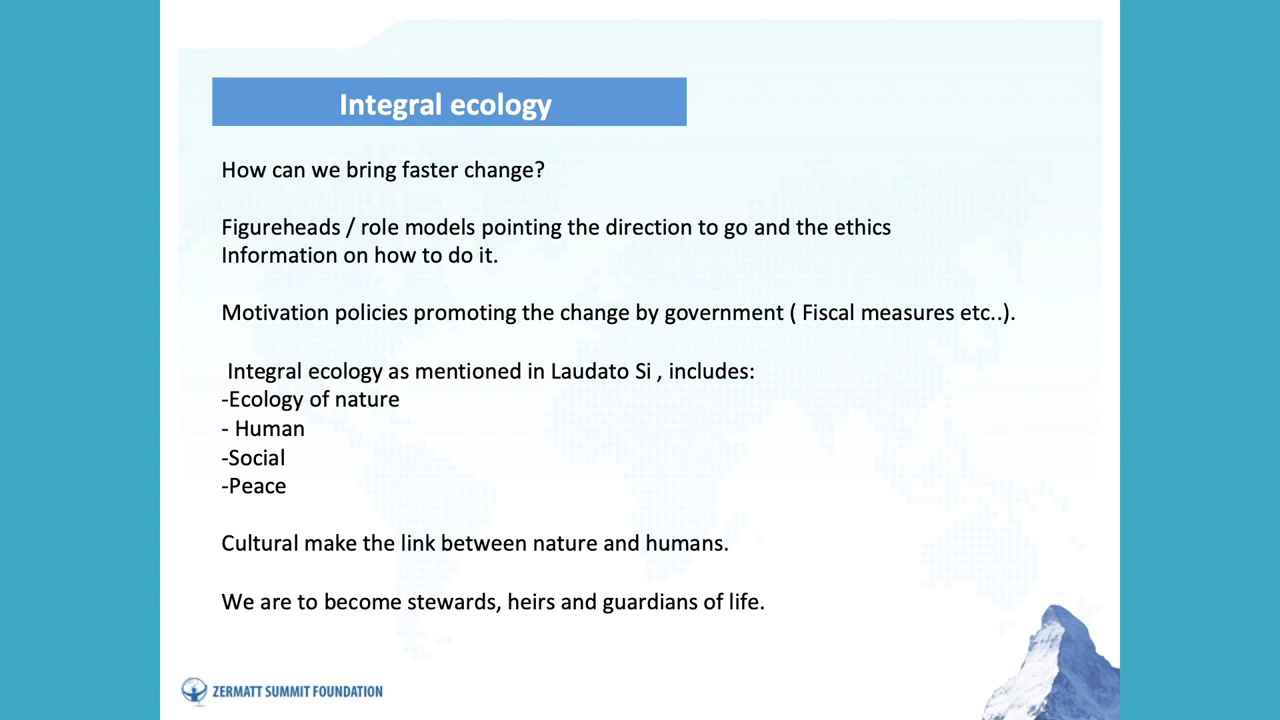 Integral ecology
How can we bring faster change?
Figureheads / role models pointing the direction to go and the ethics
Information on how to do it.
Motivation policies promoting the change by government ( Fiscal measures etc..).
Integral ecology as mentioned in Laudato Si , includes:
-Ecology of nature
- Human
-Social
-Peace
Cultural make the link between nature and humans.
We are to become stewards, heirs and guardians of life.
ZERMATT SUMMIT FOUNDATION